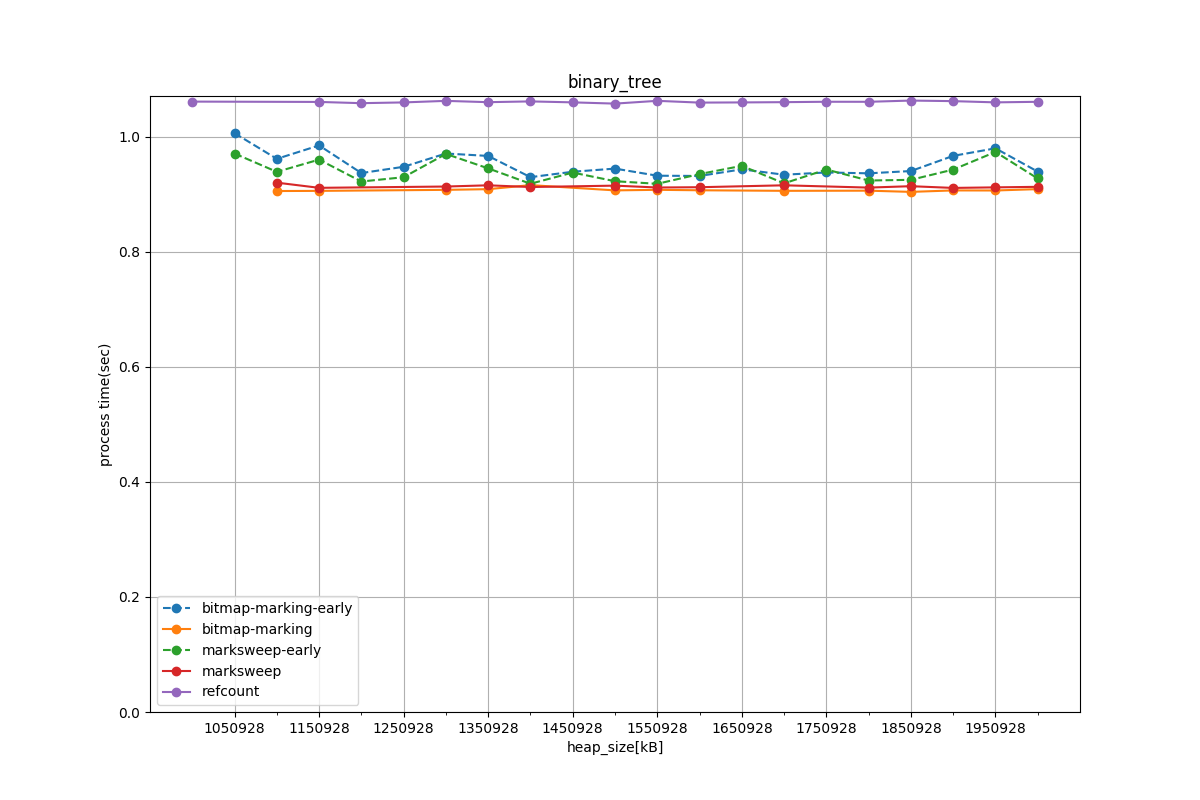 binary_tree
1.0
0.8
0.6
0.4
0.2
0.0
process time(sec)
bitmap-marking-early
bitmap-marking
marksweep-early
marksweep
refcount
1050928 1150928 1250928 1350928 1450928 1550928 1650928 1750928 1850928 1950928
heap_size[kB]